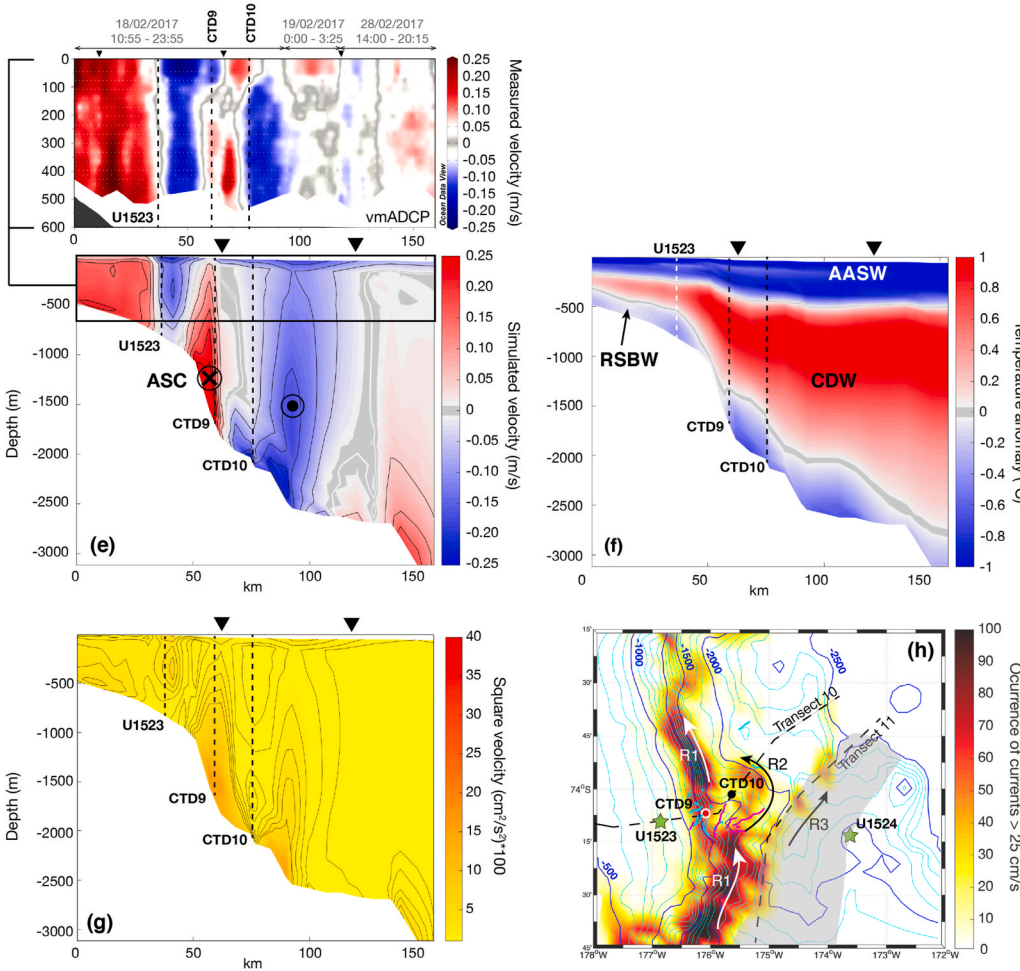 18/02/2017
10:55 - 23:55
CTD9
CTD10
19/02/2017
0:00 - 3:25
28/02/2017
14:00 - 20:15
0
100
200
300
400
500
600
U1523
Ocean Data View
vmADCP
0 50 100 150
0.25
0.20
0.15
0.10
0.05
0
-0.05
-0.10
-0.15
-0.20
-0.25
Measured velocity (m/s)
-500
-1000
-1500
-2000
-2500
-3000
Depth (m)
U1523
ASC
CTD9
CTD10
(e)
0 50 100 150
km
0.25
0.20
0.15
0.10
0.05
0
-0.05
-0.10
-0.15
-0.20
-0.25
Simulated velocity (m/s)
U1523
AASW
RSBW
CDW
CTD9
CTD10
(f)
0
-500
-1000
-1500
-2000
-2500
-3000
0 50 100 150
km
1
0.8
0.6
0.4
0.2
0
-0.2
-0.4
-0.6
-0.8
-1
-500
-1000
-1500
-2000
-2500
-3000
Depth (m)
U1523
CTD9
CTD10
(g)
0 50 100 150
km
40
35
30
25
20
15
10
5
Square veolcity (cm²/s²)*100
(h)
-1000
-1500
-2000
-2500
-500
Transect 10
Transect 11
R1
R2
CTD10
CTD9
U1523
R1
R3
U1524
15'
30'
45'
74°S
15'
30'
45'
178°W 177°W 176°W 175°W 174°W 173°W 172°W
100
90
80
70
60
50
40
30
20
10
0
Ocurrence of currents > 25 cm/s